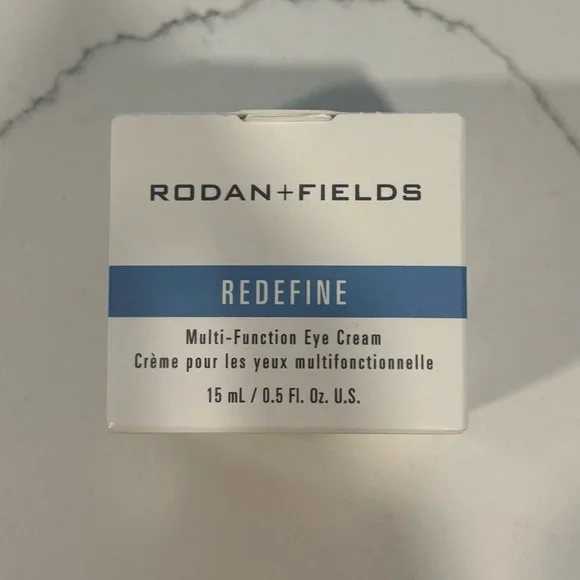 RODAN+FIELDS
REDEFINE
Multi-Function Eye Cream
Crème pour les yeux multifonctionnelle
15 mL / 0.5 Fl. Oz. U.S.